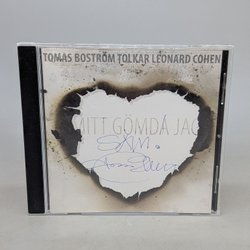 TOMAS BOSTRÖM TOLKAR LEONARD COHEN
MITT GÖMDA JAG